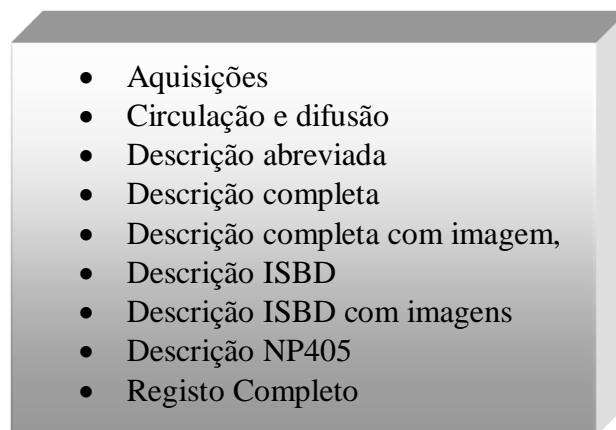 • Aquisições
• Circulação e difusão
• Descrição abreviada
• Descrição completa
• Descrição completa com imagem,
• Descrição ISBD
• Descrição ISBD com imagens
• Descrição NP405
• Registo Completo